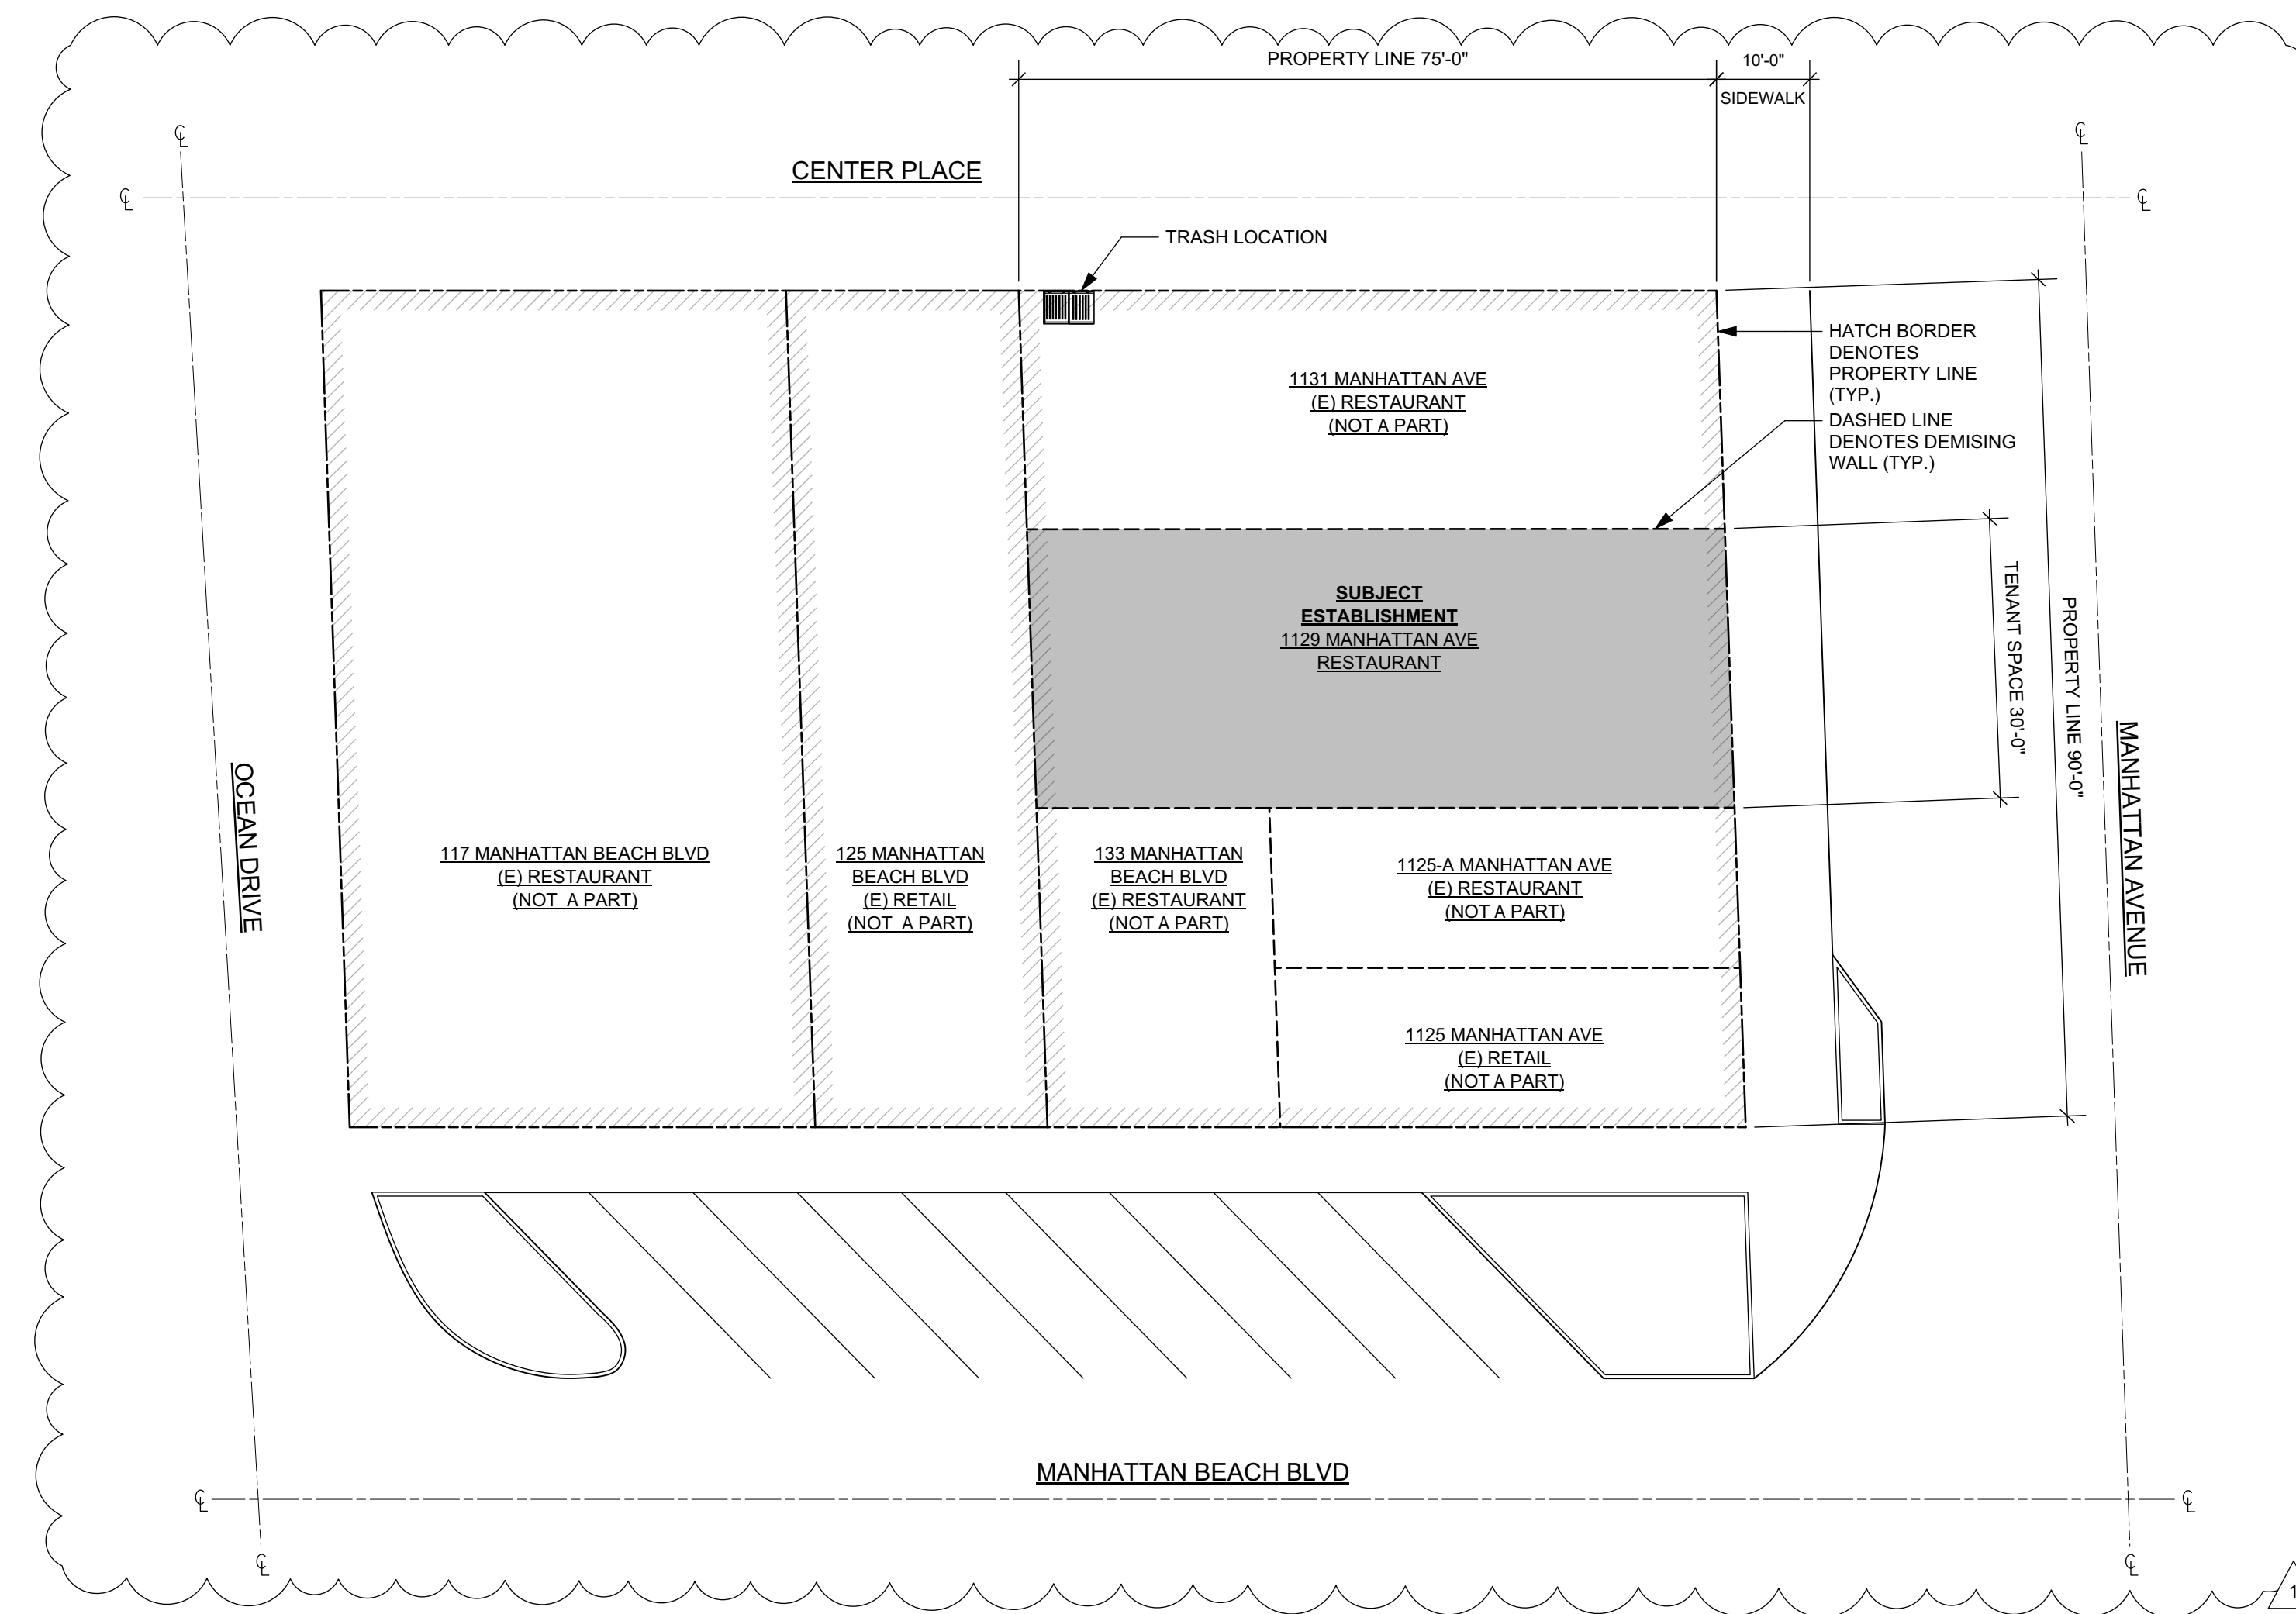 PROPERTY LINE 75'-0"
10'-0"
SIDEWALK
℄
℄
CENTER PLACE
℄
℄
TRASH LOCATION
HATCH BORDER
DENOTES
PROPERTY LINE
(TYP.)
DASHED LINE
DENOTES DEMISING
WALL (TYP.)
1131 MANHATTAN AVE
(E) RESTAURANT
(NOT A PART)
SUBJECT
ESTABLISHMENT
1129 MANHATTAN AVE
RESTAURANT
TENANT SPACE 30'-0"
PROPERTY LINE 90'-0"
MANHATTAN AVENUE
OCEAN DRIVE
117 MANHATTAN BEACH BLVD
(E) RESTAURANT
(NOT  A PART)
125 MANHATTAN
BEACH BLVD
(E) RETAIL
(NOT  A PART)
133 MANHATTAN
BEACH BLVD
(E) RESTAURANT
(NOT A PART)
1125-A MANHATTAN AVE
(E) RESTAURANT
(NOT A PART)
1125 MANHATTAN AVE
(E) RETAIL
(NOT A PART)
MANHATTAN BEACH BLVD
℄
℄
℄
℄
1